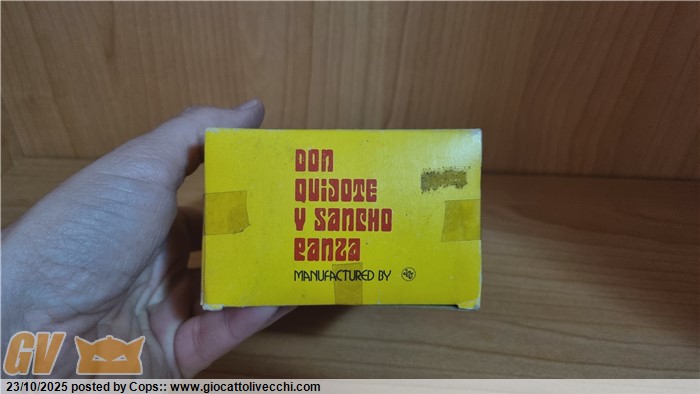 DON
QUIJOTE
Y SANCHO
PANZA
MANUFACTURED BY
GV
23/10/2025 posted by Cops:: www.giocattolivecchi.com